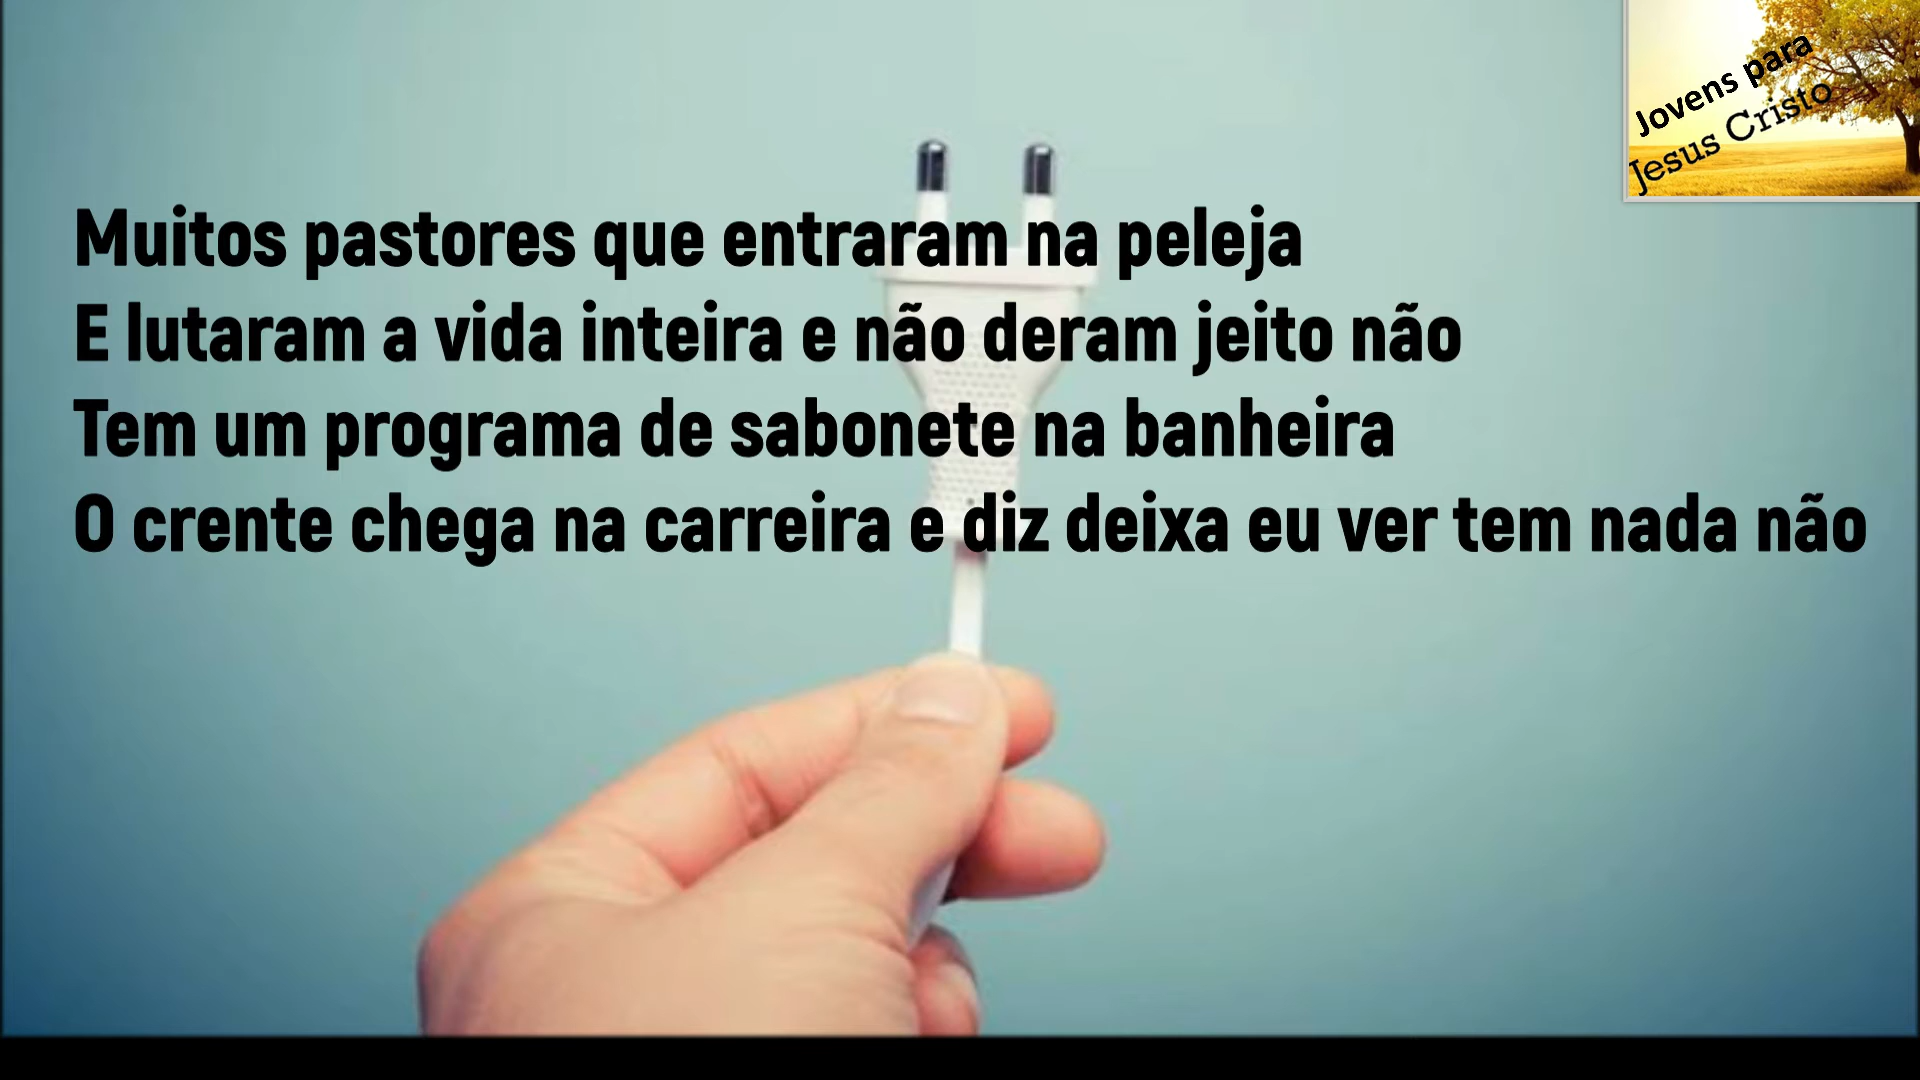 Jovens para
Jesus Cristo
Muitos pastores que entraram na peleja
E lutaram a vida inteira e não deram jeito não
Tem um programa de sabonete na banheira
O crente chega na carreira e diz deixa eu ver tem nada não